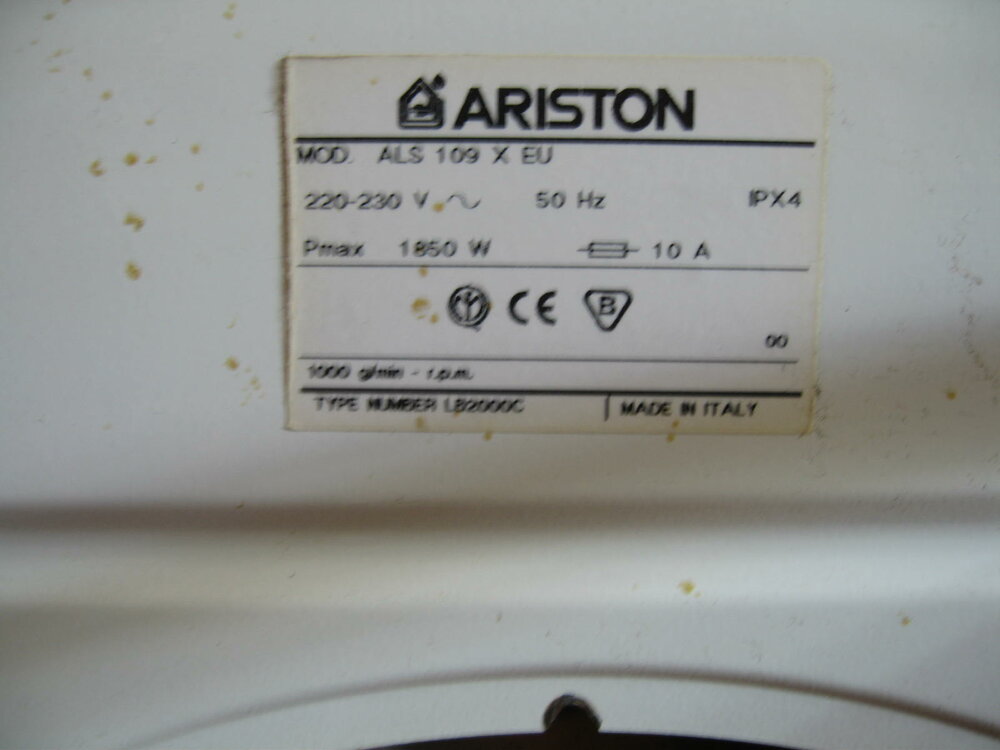 ARISTON
MOD. ALS 109 X EU
220-230 V 50 Hz IPX4
Pmax 1850 W 10 A
CE B
00
1000 g/min - r.p.m.
TYPE NUMBER LB2000C MADE IN ITALY